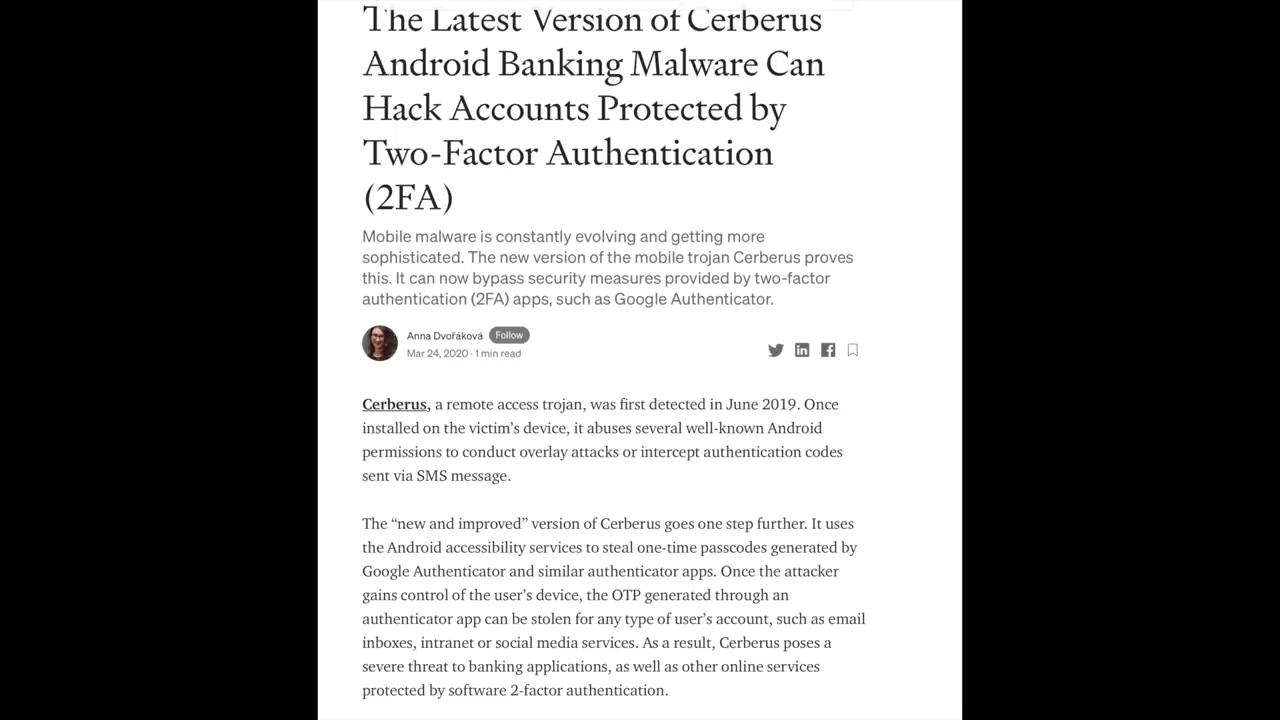 The Latest Version of Cerberus
Android Banking Malware Can
Hack Accounts Protected by
Two-Factor Authentication
(2FA)
Mobile malware is constantly evolving and getting more
sophisticated. The new version of the mobile trojan Cerberus proves
this. It can now bypass security measures provided by two-factor
authentication (2FA) apps, such as Google Authenticator.
Anna Dvořáková Follow
Mar 24, 2020 · 1 min read
Cerberus, a remote access trojan, was first detected in June 2019. Once
installed on the victim’s device, it abuses several well-known Android
permissions to conduct overlay attacks or intercept authentication codes
sent via SMS message.
The “new and improved” version of Cerberus goes one step further. It uses
the Android accessibility services to steal one-time passcodes generated by
Google Authenticator and similar authenticator apps. Once the attacker
gains control of the user’s device, the OTP generated through an
authenticator app can be stolen for any type of user’s account, such as email
inboxes, intranet or social media services. As a result, Cerberus poses a
severe threat to banking applications, as well as other online services
protected by software 2-factor authentication.